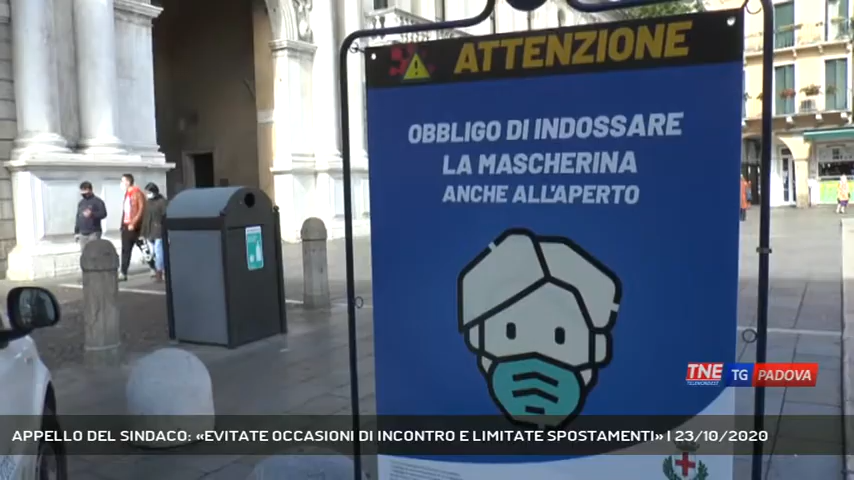 ATTENZIONE
OBBLIGO DI INDOSSARE
LA MASCHERINA
ANCHE ALL'APERTO
TNE TG PADOVA
TELENORDEST
APPELLO DEL SINDACO: «EVITATE OCCASIONI DI INCONTRO E LIMITATE SPOSTAMENTI» | 23/10/2020